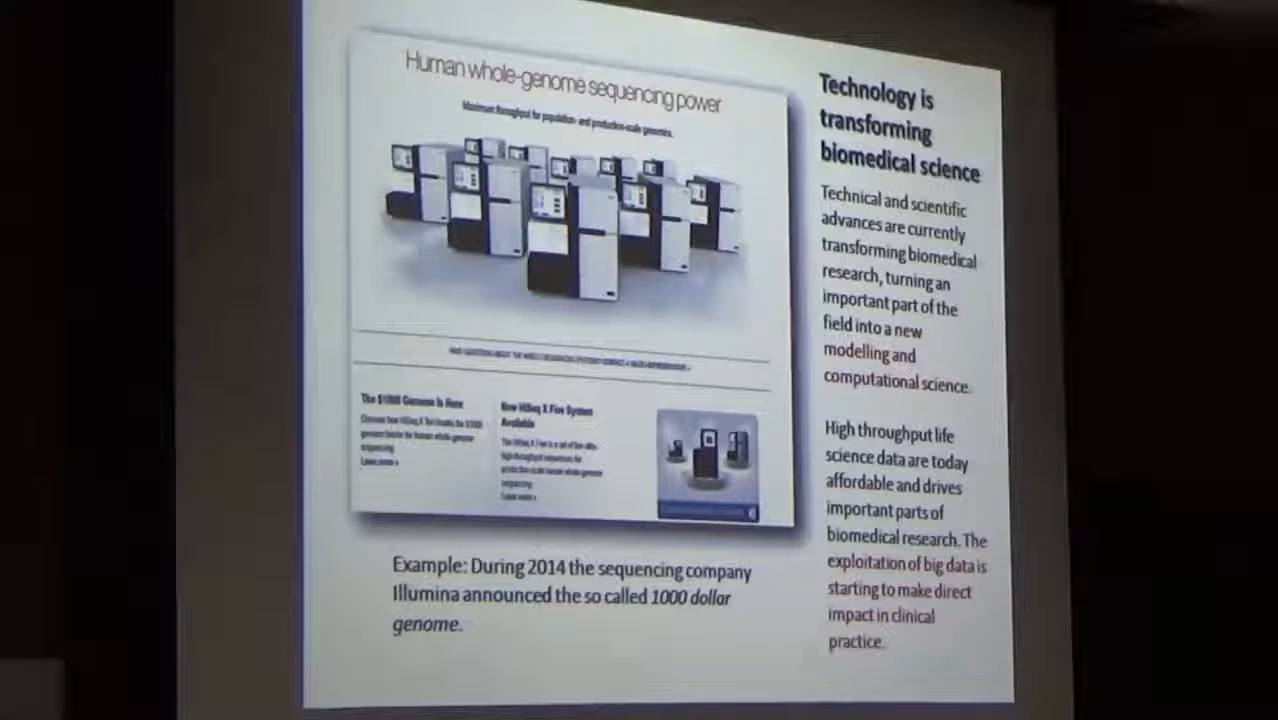 Human whole-genome sequencing power
Maximum throughput for population- and production-scale genomics.
The $1000 Genome Is Here
New HiSeq X Five System
Available
Learn more »
Learn more »
Example: During 2014 the sequencing company
Illumina announced the so called 1000 dollar
genome.
Technology is
transforming
biomedical science
Technical and scientific
advances are currently
transforming biomedical
research, turning an
important part of the
field into a new
modelling and
computational science.
High throughput life
science data are today
affordable and drives
important parts of
biomedical research. The
exploitation of big data is
starting to make direct
impact in clinical
practice.